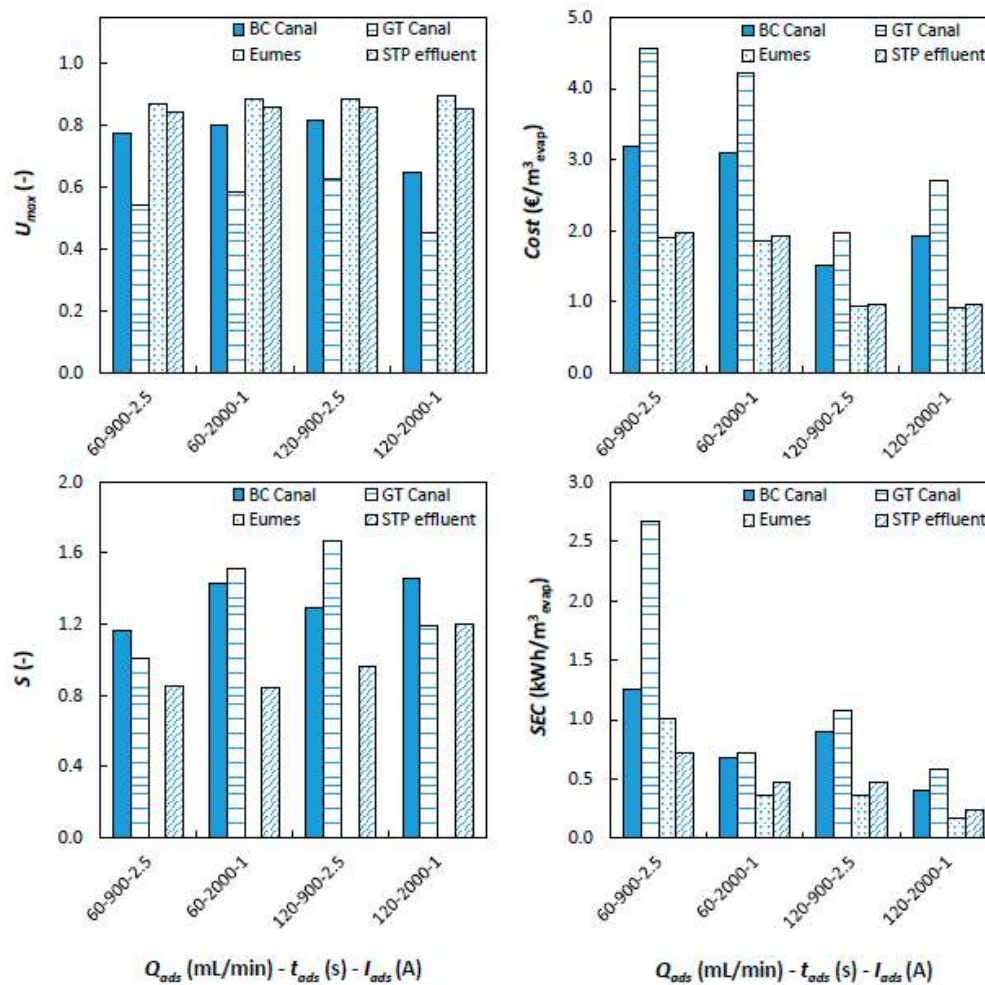 BC Canal GT Canal
Eumes STP effluent
1.0
0.8
0.6
0.4
0.2
0.0
U_max (-)
60-900-2.5
60-2000-1
120-900-2.5
120-2000-1
5.0
BC Canal GT Canal
Eumes STP effluent
4.0
3.0
2.0
1.0
0.0
Cost (€/m³evap)
60-900-2.5
60-2000-1
120-900-2.5
120-2000-1
2.0
BC Canal GT Canal
Eumes STP effluent
1.6
1.2
0.8
0.4
0.0
S (-)
60-900-2.5
60-2000-1
120-900-2.5
120-2000-1
Q_ads (mL/min) - t_ads (s) - I_ads (A)
3.0
BC Canal GT Canal
Eumes STP effluent
2.5
2.0
1.5
1.0
0.5
0.0
SEC (kWh/m³evap)
60-900-2.5
60-2000-1
120-900-2.5
120-2000-1
Q_ads (mL/min) - t_ads (s) - I_ads (A)